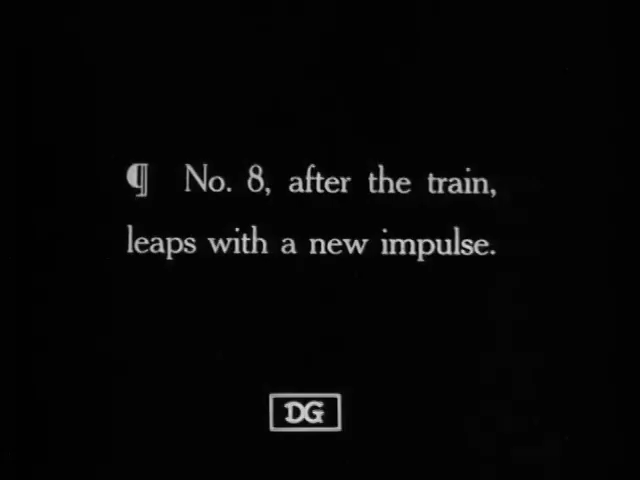 ¶ No. 8, after the train,
leaps with a new impulse.
DG